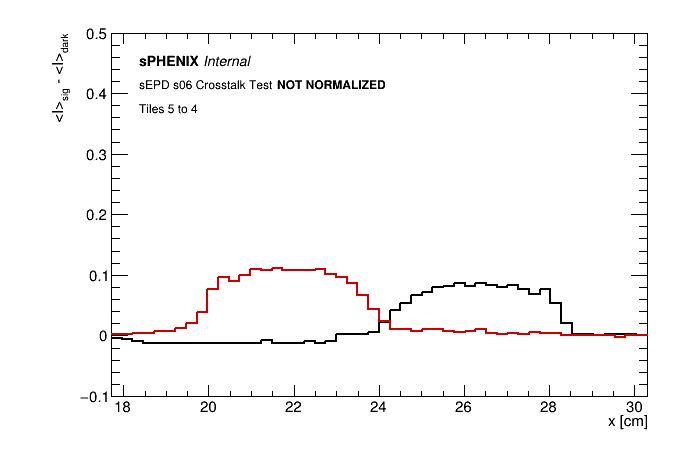 0.5
<I>sig - <I>dark
sPHENIX Internal
sEPD s06 Crosstalk Test NOT NORMALIZED
0.4
Tiles 5 to 4
0.3
0.2
0.1
0
−0.1
18 20 22 24 26 28 30
x [cm]